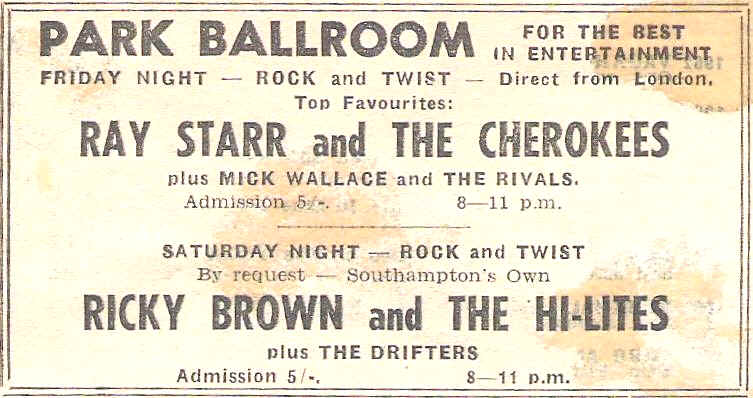 PARK BALLROOM FOR THE BEST IN ENTERTAINMENT
FRIDAY NIGHT — ROCK and TWIST — Direct from London.
Top Favourites:
RAY STARR and THE CHEROKEES
plus MICK WALLACE and THE RIVALS.
Admission 5/-. 8—11 p.m.
SATURDAY NIGHT — ROCK and TWIST
By request — Southampton's Own
RICKY BROWN and THE HI-LITES
plus THE DRIFTERS
Admission 5/-. 8—11 p.m.